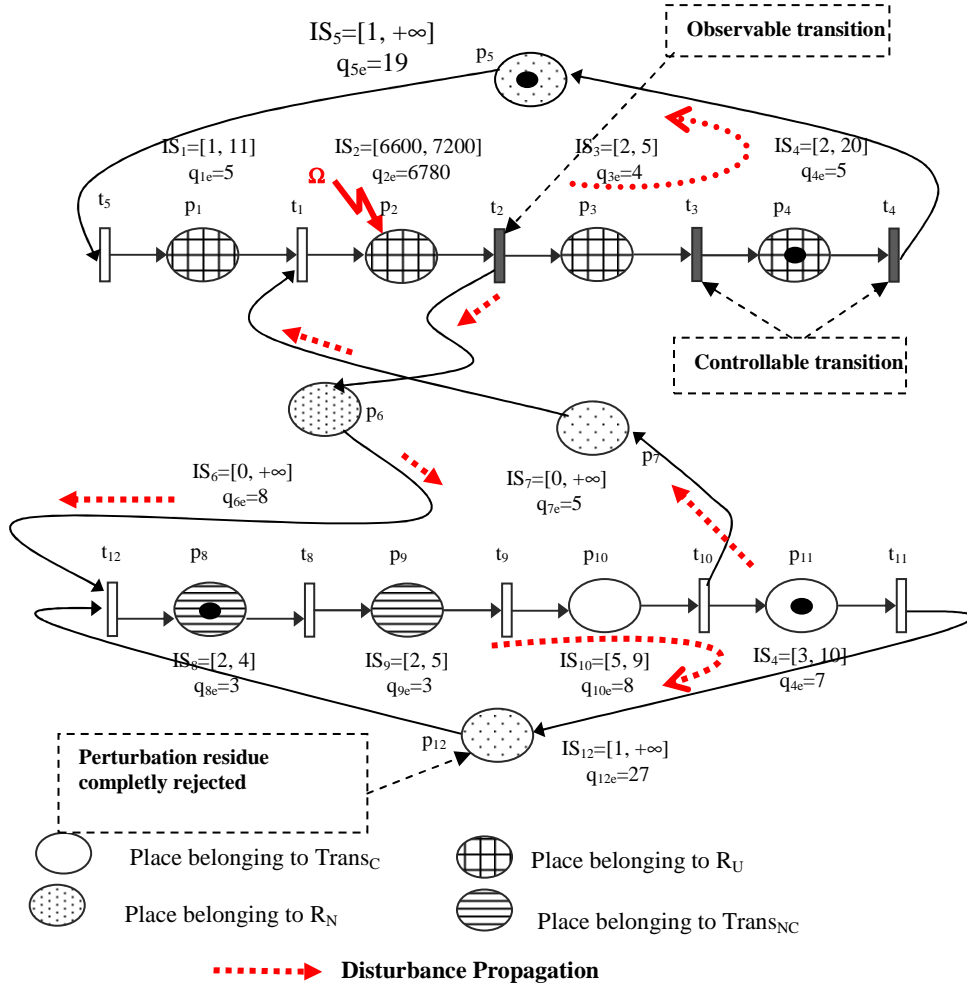 IS5=[1, +∞]
q5e=19
p5
Observable transition
IS1=[1, 11]
q1e=5
IS2=[6600, 7200]
q2e=6780
IS3=[2, 5]
q3e=4
IS4=[2, 20]
q4e=5
Ω
t5
p1
t1
p2
t2
p3
t3
p4
t4
Controllable transition
p6
p7
IS6=[0, +∞]
q6e=8
IS7=[0, +∞]
q7e=5
t12
p8
t8
p9
t9
p10
t10
p11
t11
IS8=[2, 4]
q8e=3
IS9=[2, 5]
q9e=3
IS10=[5, 9]
q10e=8
IS4=[3, 10]
q4e=7
p12
IS12=[1, +∞]
q12e=27
Perturbation residue
completly rejected
Place belonging to TransC
Place belonging to RU
Place belonging to RN
Place belonging to TransNC
Disturbance Propagation